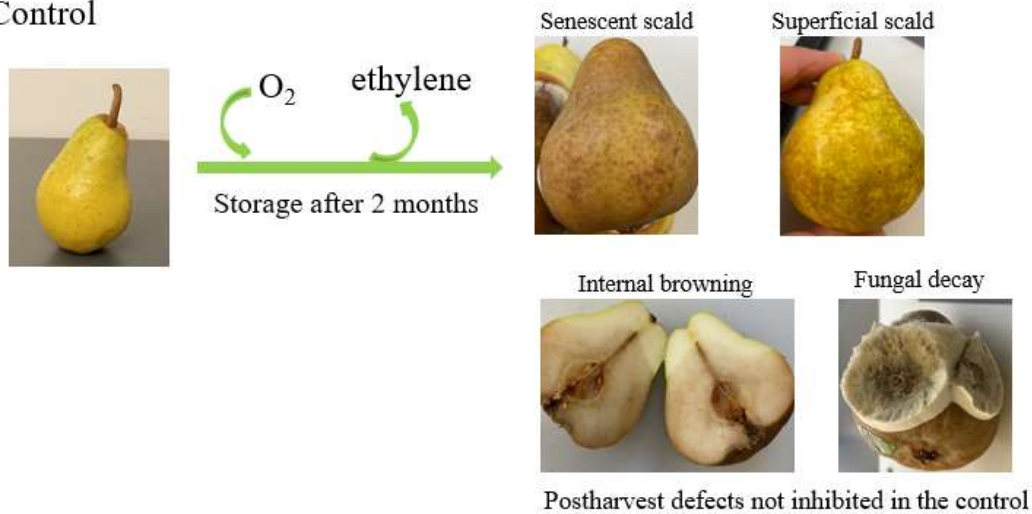 Control
Senescent scald
Superficial scald
O₂
ethylene
Storage after 2 months
Internal browning
Fungal decay
Postharvest defects not inhibited in the control